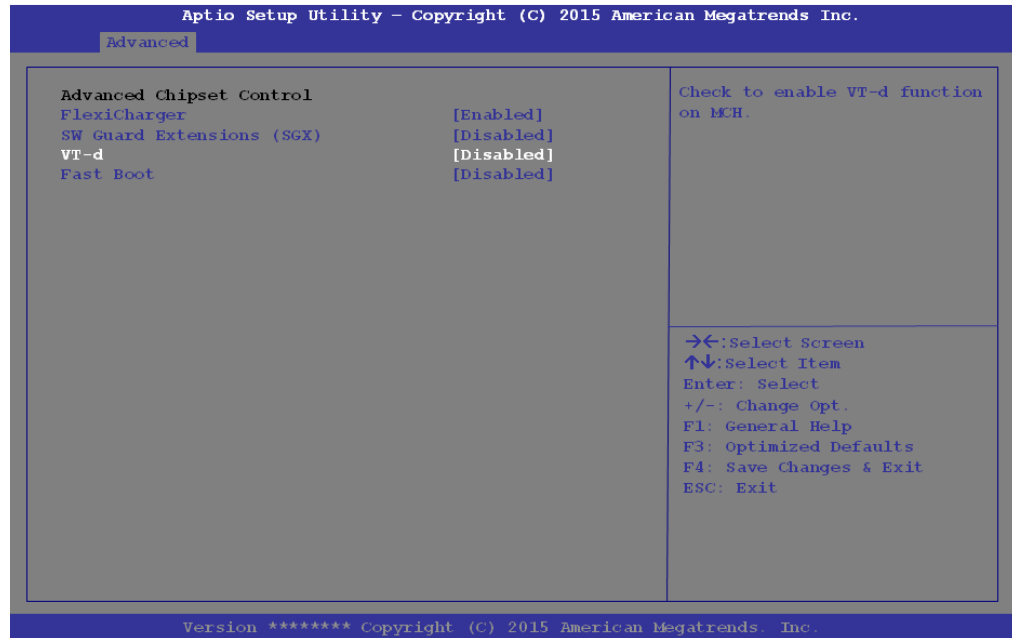 Aptio Setup Utility – Copyright (C) 2015 American Megatrends Inc.
Advanced
Advanced Chipset Control
FlexiCharger [Enabled]
SW Guard Extensions (SGX) [Disabled]
VT-d [Disabled]
Fast Boot [Disabled]
Check to enable VT-d function
on MCH.
→←:Select Screen
↑↓:Select Item
Enter: Select
+/-: Change Opt.
F1: General Help
F3: Optimized Defaults
F4: Save Changes & Exit
ESC: Exit
Version ******** Copyright (C) 2015 American Megatrends. Inc.